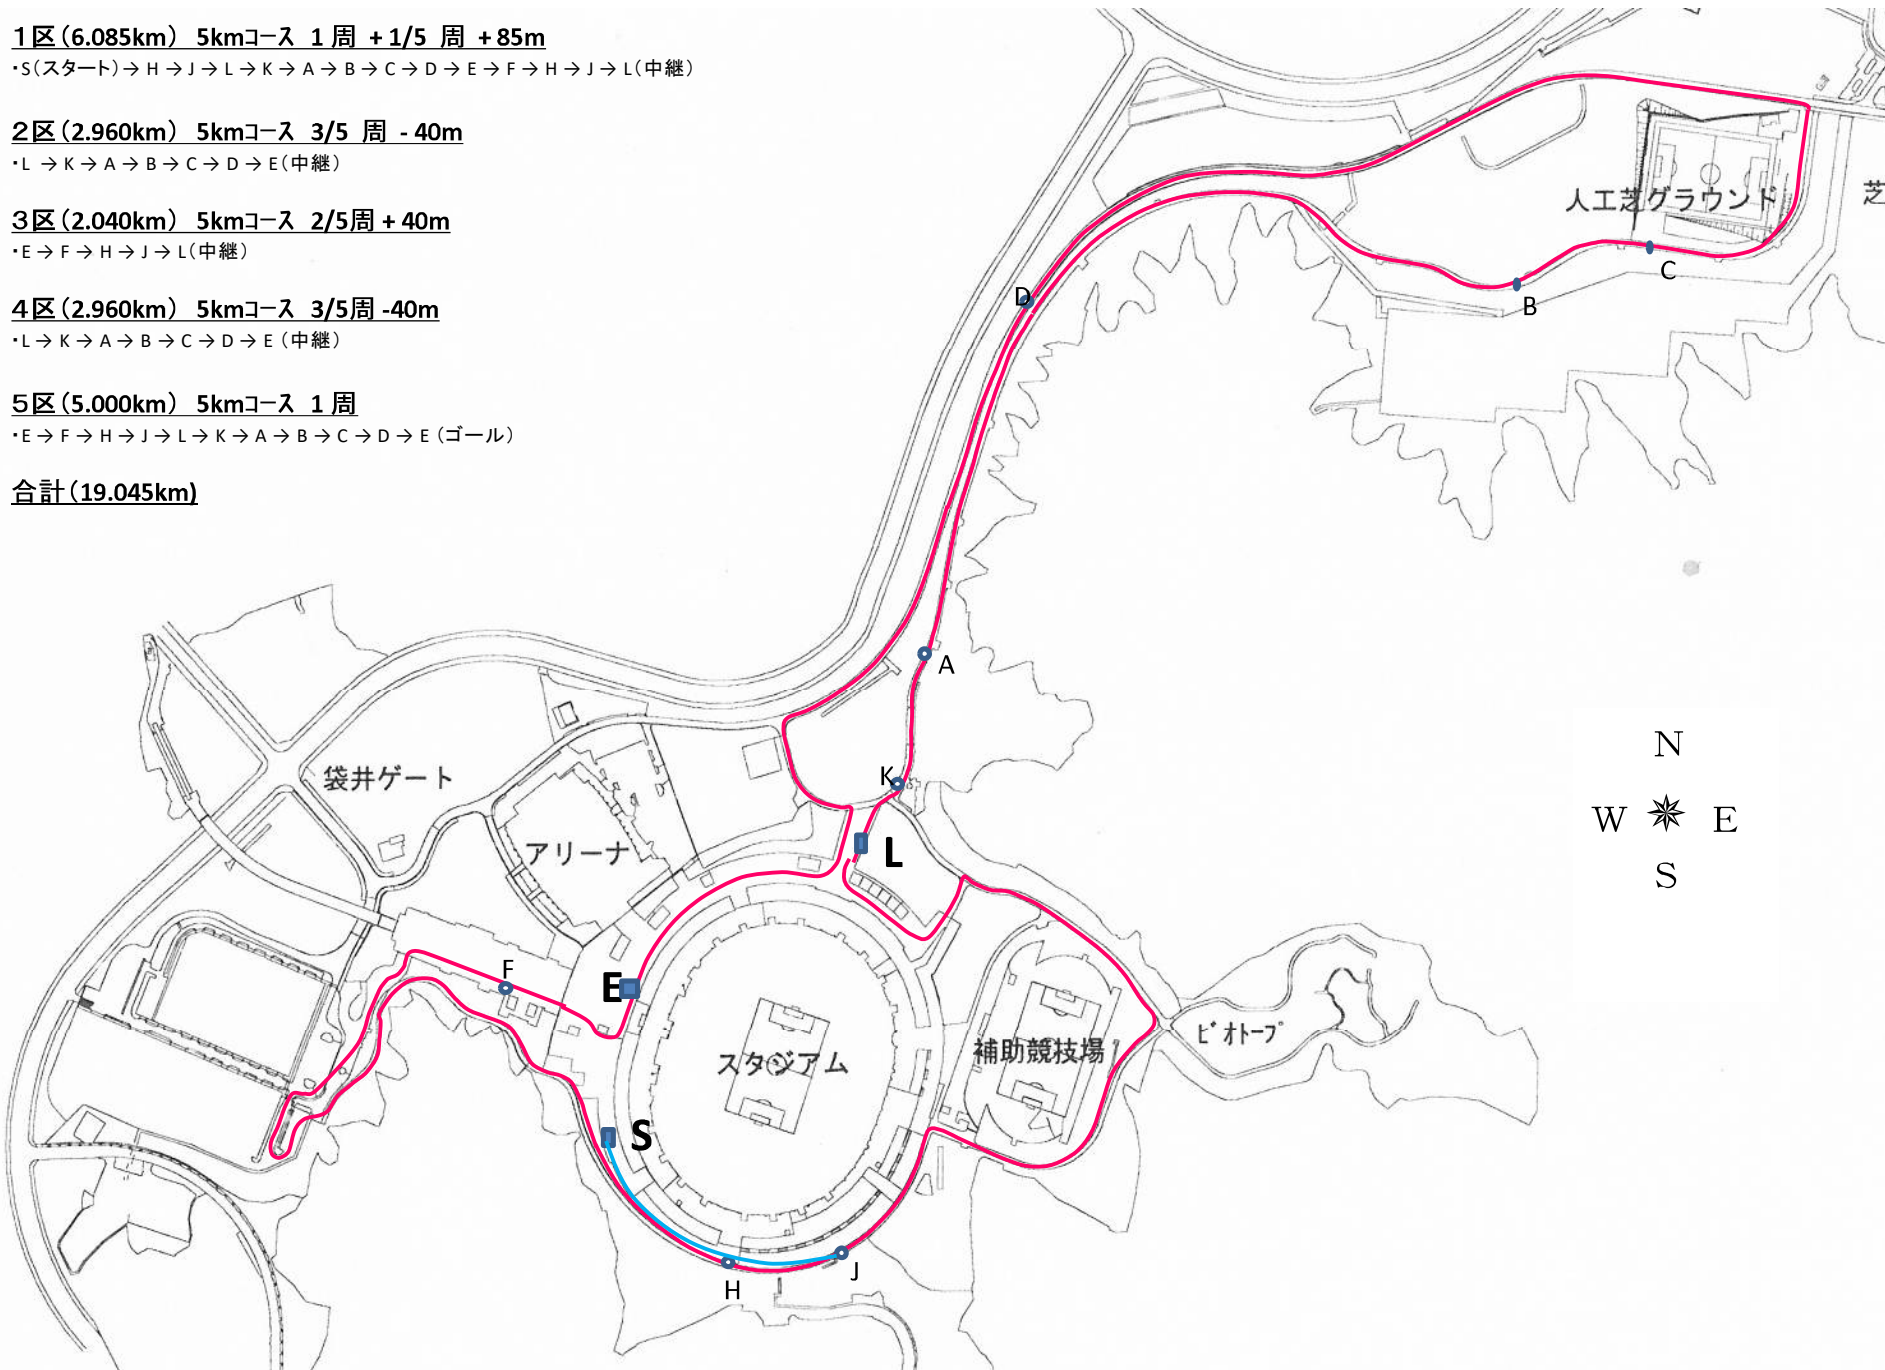 1区(6.085km) 5kmコース 1 周 + 1/5 周 + 85m
・S(スタート)→ H → J → L → K → A → B → C → D → E → F → H → J → L(中継)
2区(2.960km) 5kmコース 3/5 周 - 40m
・L → K → A → B → C → D → E(中継)
3区(2.040km) 5kmコース 2/5周 + 40m
・E → F → H → J → L(中継)
4区(2.960km) 5kmコース 3/5周 -40m
・L → K → A → B → C → D → E (中継)
5区(5.000km) 5kmコース 1 周
・E → F → H → J → L → K → A → B → C → D → E (ゴール)
合計(19.045km)
人工芝グラウンド
芝
C
D
B
A
N
K
袋井ゲート
W
E
アリーナ
L
S
F
E
ビオトープ
補助競技場
スタジアム
S
J
H